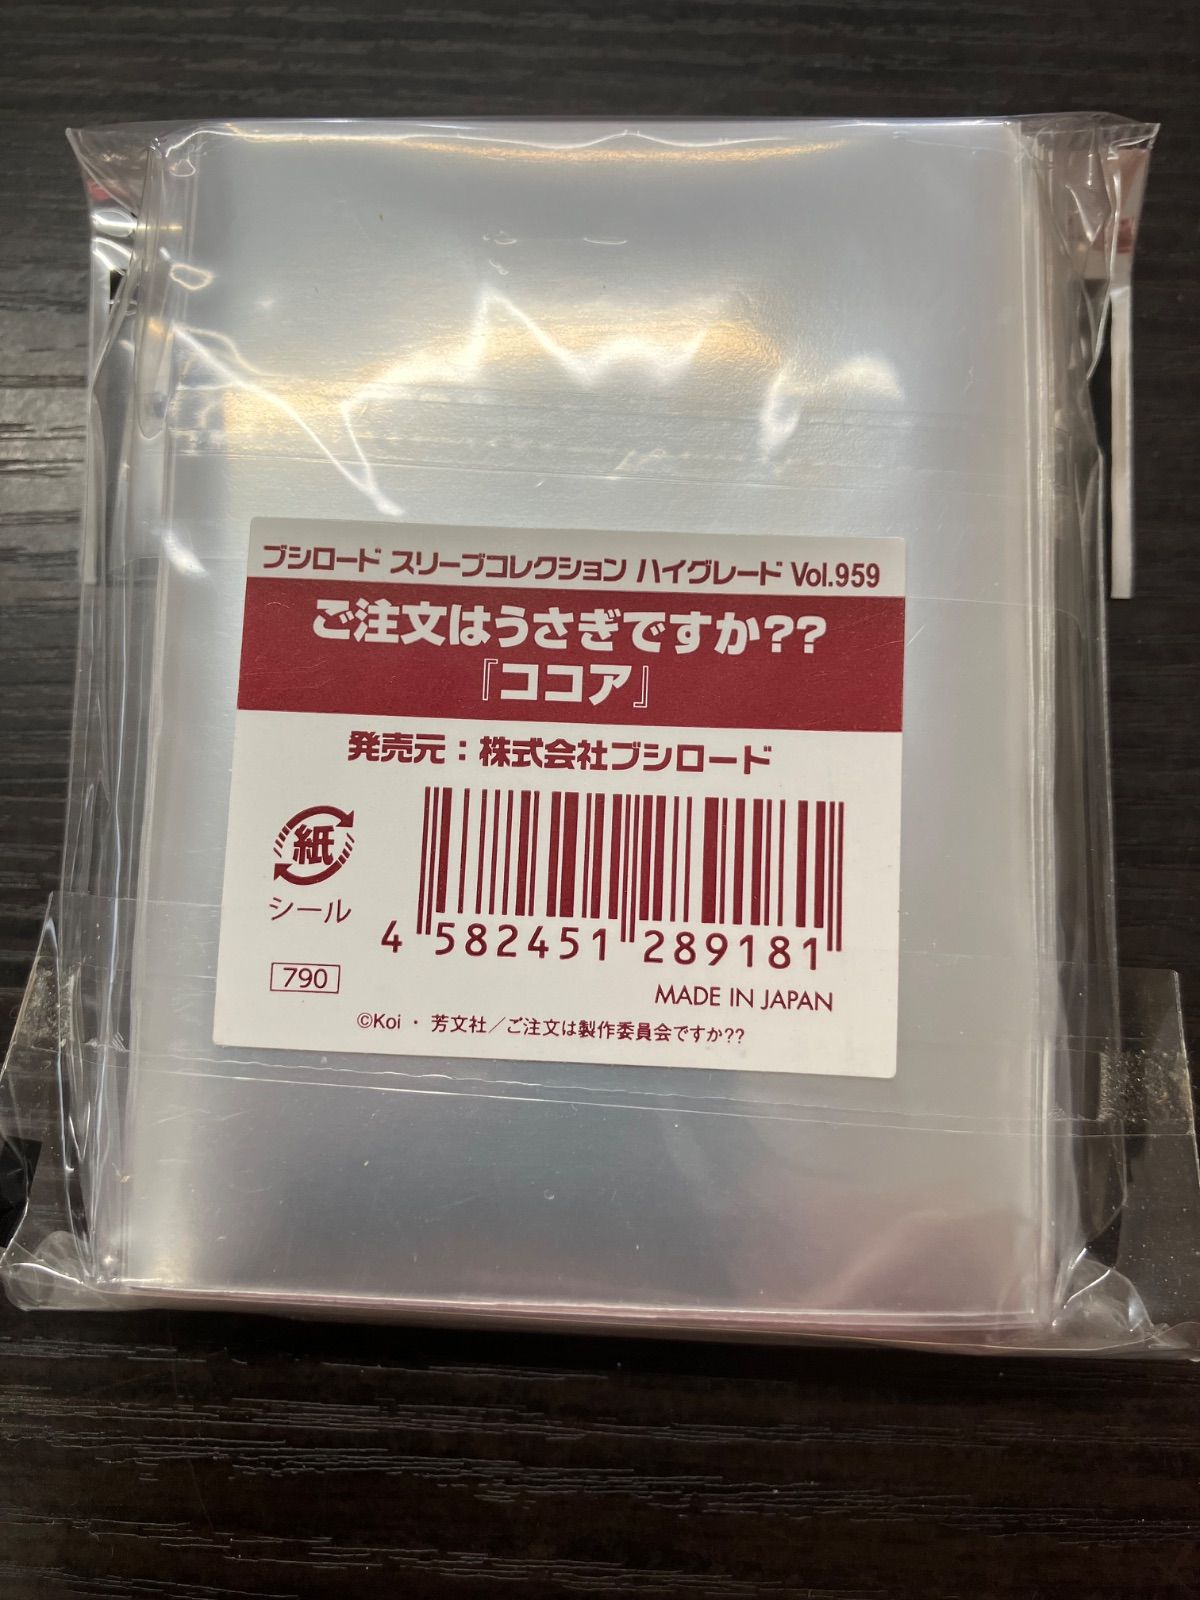 ブシロード スリーブコレクション ハイグレード Vol.959
ご注文はうさぎですか??
『ココア』
発売元：株式会社ブシロード
紙
シール
4 582451 289181
790
MADE IN JAPAN
©Koi・芳文社／ご注文は製作委員会ですか??